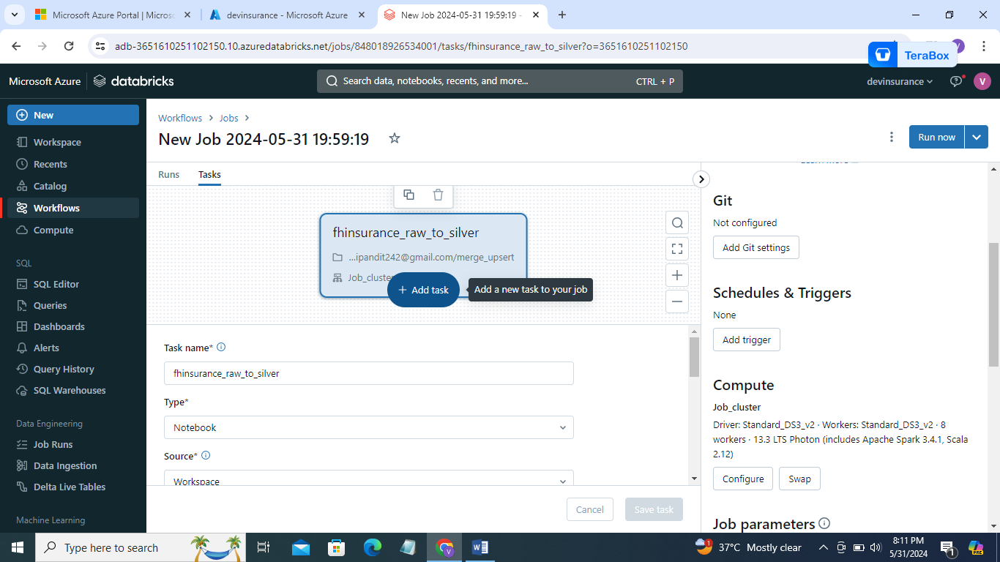 Microsoft Azure Portal | Micros
devinsurance - Microsoft Azure
New Job 2024-05-31 19:59:19 -
adb-3651610251102150.10.azuredatabricks.net/jobs/848018926534001/tasks/fhinsurance_raw_to_silver?o=3651610251102150
TeraBox
Microsoft Azure
databricks
Search data, notebooks, recents, and more...
CTRL + P
devinsurance
V
New
Workspace
Recents
Catalog
Workflows
Compute
SQL
SQL Editor
Queries
Dashboards
Alerts
Query History
SQL Warehouses
Data Engineering
Job Runs
Data Ingestion
Delta Live Tables
Machine Learning
Workflows > Jobs >
New Job 2024-05-31 19:59:19
Run now
Runs
Tasks
fhinsurance_raw_to_silver
...ipandit242@gmail.com/merge_upsert
Job_cluste
+ Add task
Add a new task to your job
Task name*
fhinsurance_raw_to_silver
Type*
Notebook
Source*
Workspace
Cancel
Save task
Git
Not configured
Add Git settings
Schedules & Triggers
None
Add trigger
Compute
Job_cluster
Driver: Standard_DS3_v2 · Workers: Standard_DS3_v2 · 8
workers · 13.3 LTS Photon (includes Apache Spark 3.4.1, Scala
2.12)
Configure
Swap
Job parameters
Type here to search
37°C Mostly clear
8:11 PM
5/31/2024